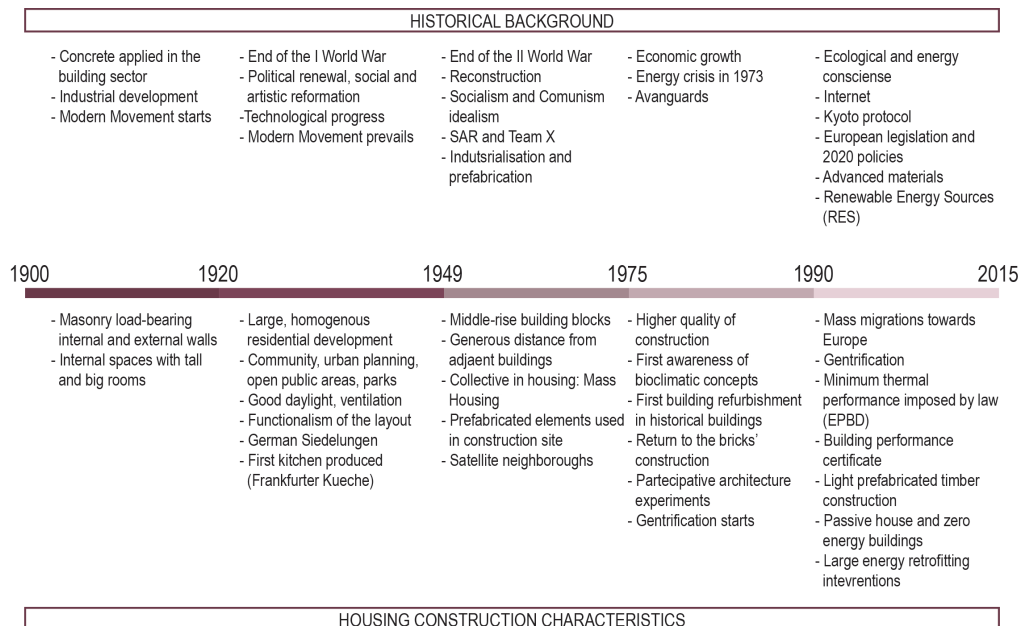 HISTORICAL BACKGROUND
- Concrete applied in the
building sector
- Industrial development
- Modern Movement starts
- End of the I World War
- Political renewal, social and
artistic reformation
-Technological progress
- Modern Movement prevails
- End of the II World War
- Reconstruction
- Socialism and Comunism
idealism
- SAR and Team X
- Indutsrialisation and
prefabrication
- Economic growth
- Energy crisis in 1973
- Avanguards
- Ecological and energy
consciense
- Internet
- Kyoto protocol
- European legislation and
2020 policies
- Advanced materials
- Renewable Energy Sources
(RES)
1900 1920 1949 1975 1990 2015
- Masonry load-bearing
internal and external walls
- Internal spaces with tall
and big rooms
- Large, homogenous
residential development
- Community, urban planning,
open public areas, parks
- Good daylight, ventilation
- Functionalism of the layout
- German Siedelungen
- First kitchen produced
(Frankfurter Kueche)
- Middle-rise building blocks
- Generous distance from
adjent buildings
- Collective in housing: Mass
Housing
- Prefabricated elements used
in construction site
- Satellite neighboroughs
- Higher quality of
construction
- First awareness of
bioclimatic concepts
- First building refurbishment
in historical buildings
- Return to the bricks'
construction
- Partecipative architecture
experiments
- Gentrification starts
- Mass migrations towards
Europe
- Gentrification
- Minimum thermal
performance imposed by law
(EPBD)
- Building performance
certificate
- Light prefabricated timber
construction
- Passive house and zero
energy buildings
- Large energy retrofitting
intevrentions
HOUSING CONSTRUCTION CHARACTERISTICS